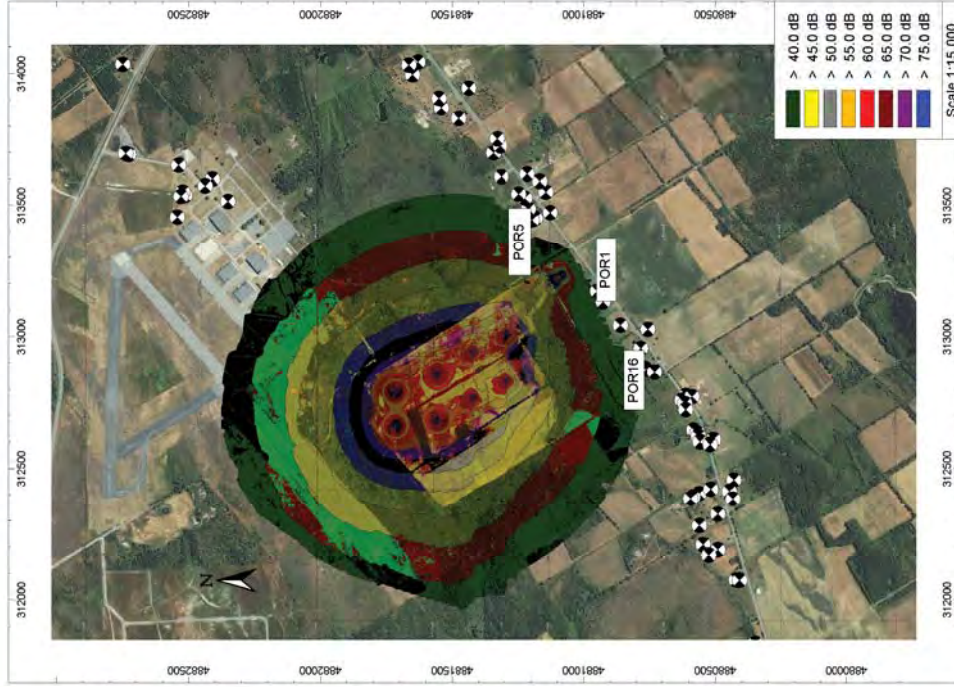 4882500 4882000 4881500 4881000 4880500
314000
313500
313000
312500
312000
POR5
POR1
POR16
N
> 40.0 dB
> 45.0 dB
> 50.0 dB
> 55.0 dB
> 60.0 dB
> 65.0 dB
> 70.0 dB
> 75.0 dB
Scale 1:15,000
313500
313000
312500
312000
4882500 4882000 4881500 4881000 4880500 4880000